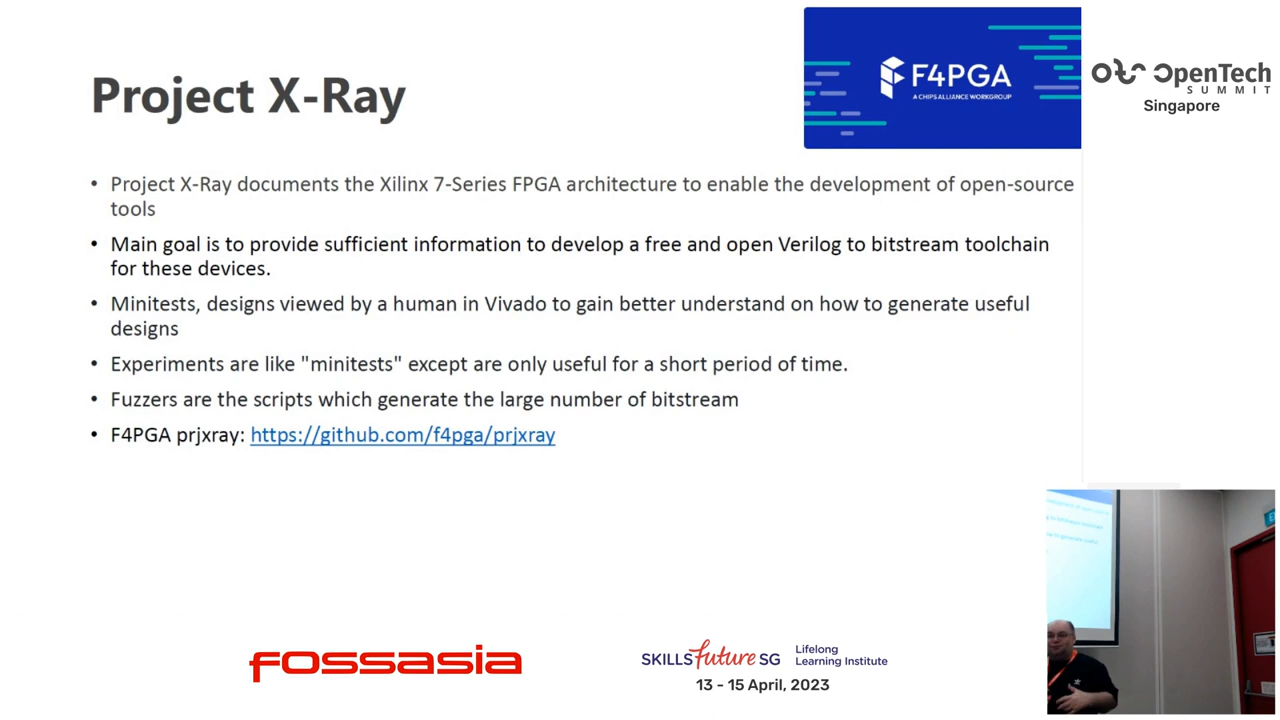 Project X-Ray
F4PGA
A CHIPS ALLIANCE WORKGROUP
OpenTech
SUMMIT
Singapore
• Project X-Ray documents the Xilinx 7-Series FPGA architecture to enable the development of open-source
tools
• Main goal is to provide sufficient information to develop a free and open Verilog to bitstream toolchain
for these devices.
• Minitests, designs viewed by a human in Vivado to gain better understand on how to generate useful
designs
• Experiments are like "minitests" except are only useful for a short period of time.
• Fuzzers are the scripts which generate the large number of bitstream
• F4PGA prjxray: https://github.com/f4pga/prjxray
fossasia
SKILLSfuture SG
Lifelong
Learning Institute
13 - 15 April, 2023